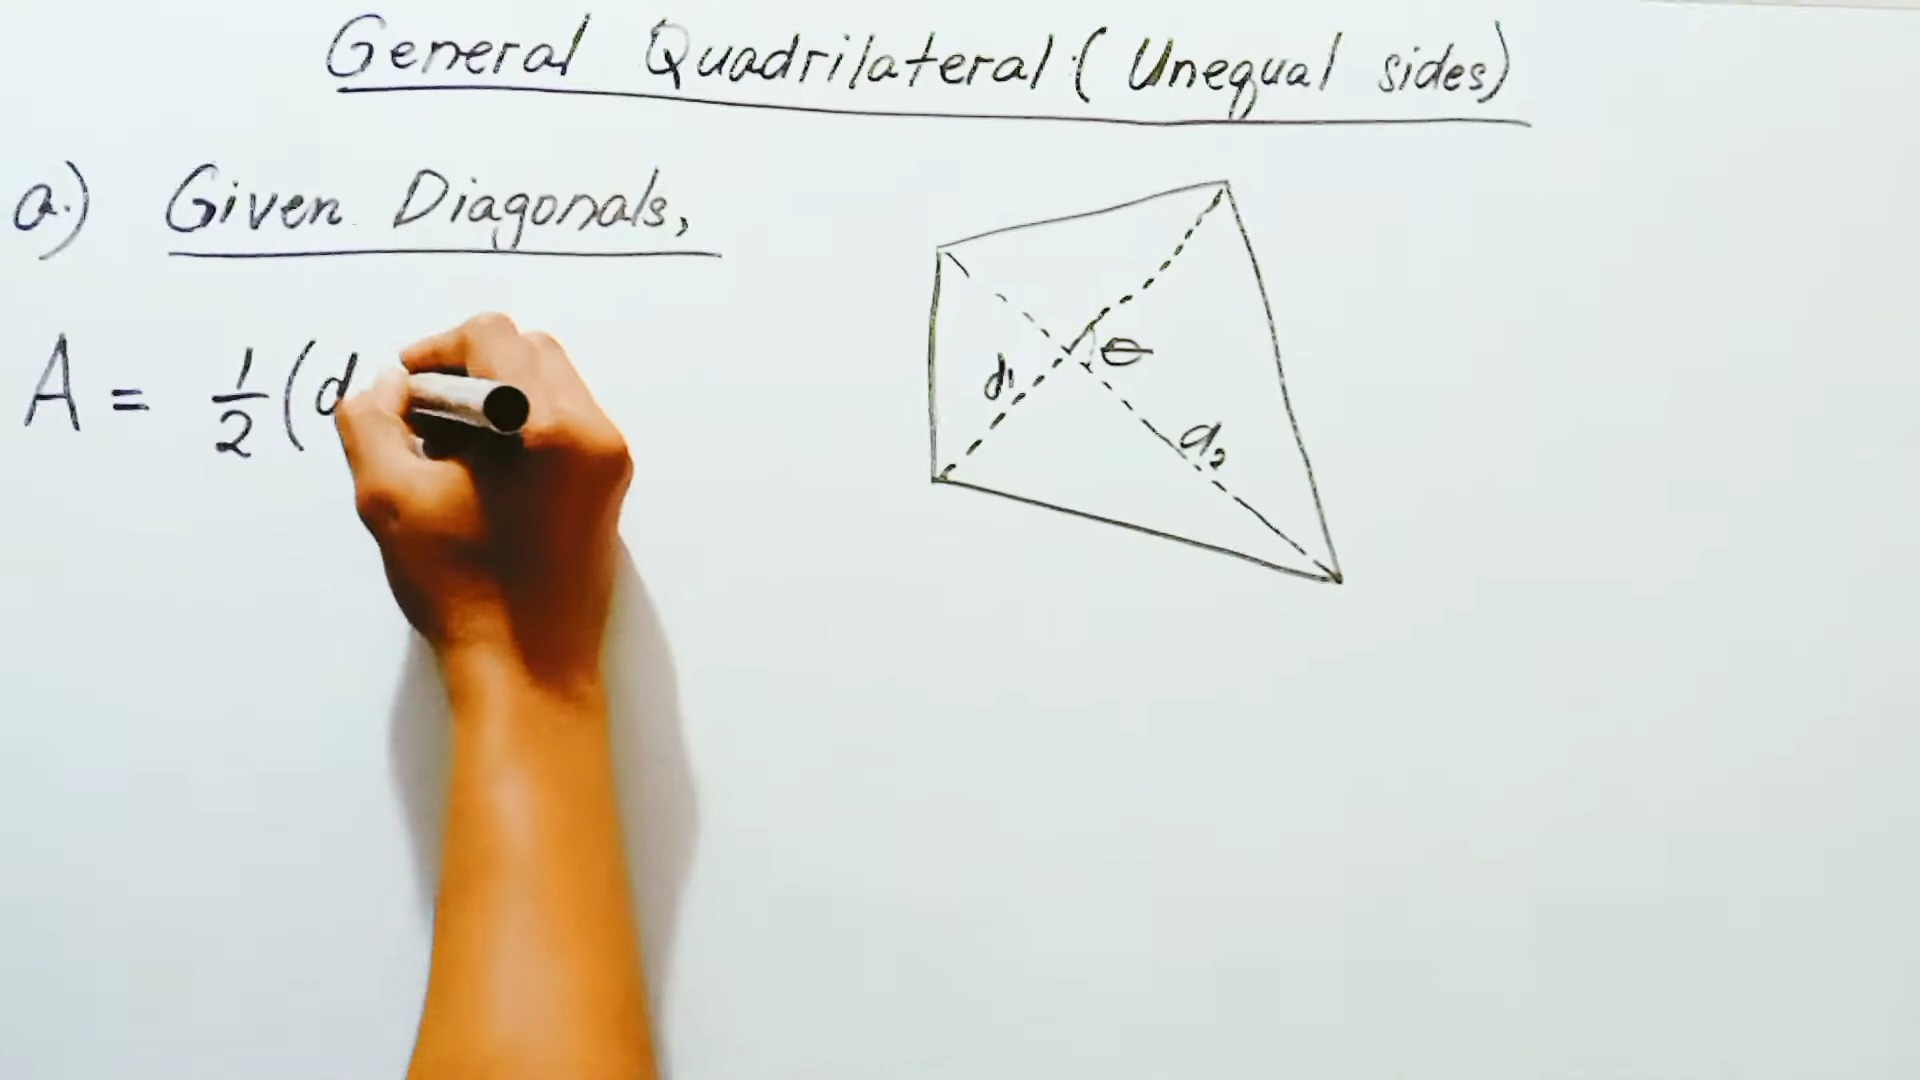 General Quadrilateral (Unequal sides)
a.) Given Diagonals,
A = 1/2 (d
θ
d1
d2